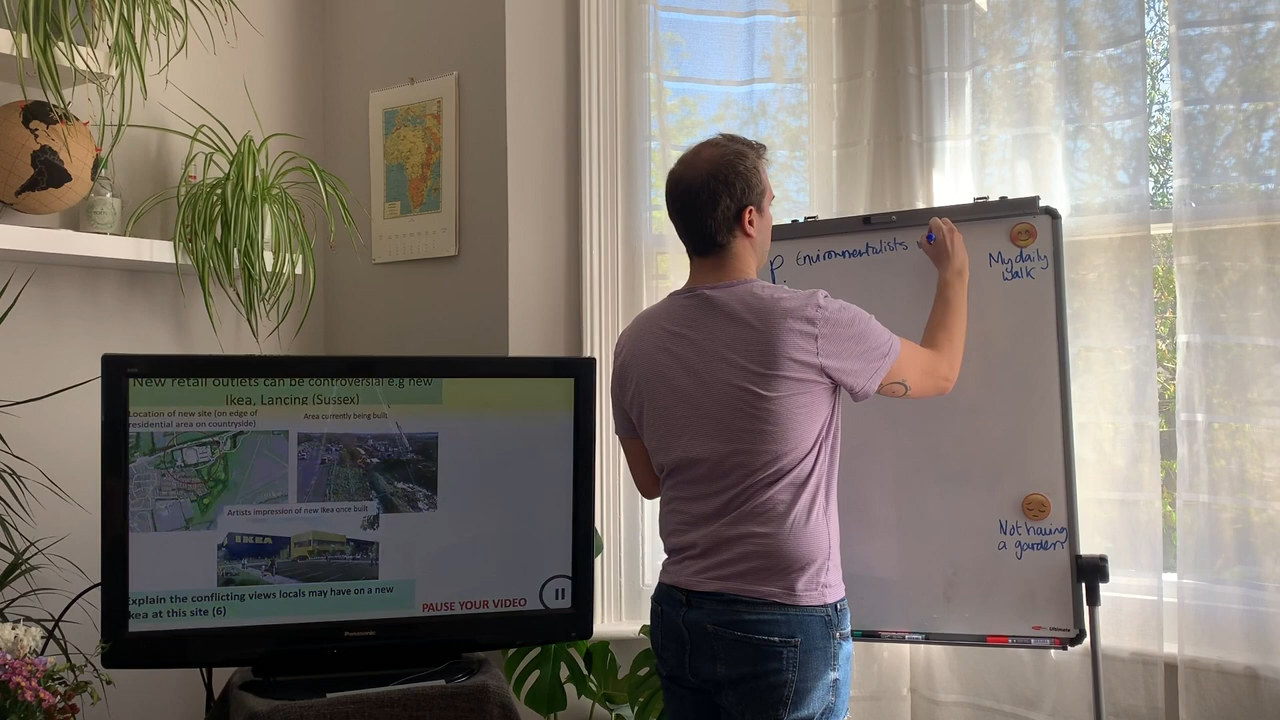 New retail outlets can be controversial e.g new
Ikea, Lancing (Sussex)
Location of new site (on edge of
residential area on countryside)
Area currently being built
Artists impression of new Ikea once built
IKEA
Explain the conflicting views locals may have on a new
kea at this site (6)
PAUSE YOUR VIDEO
Panasonic
P. Environmentalists
My daily
walk
Not having
a garden
Ultimate